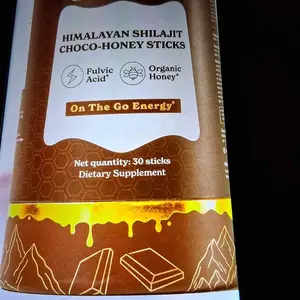 HIMALAYAN SHILAJIT
CHOCO-HONEY STICKS
Fulvic Acid*
Organic Honey*
On The Go Energy*
Net quantity: 30 sticks
Dietary Supplement